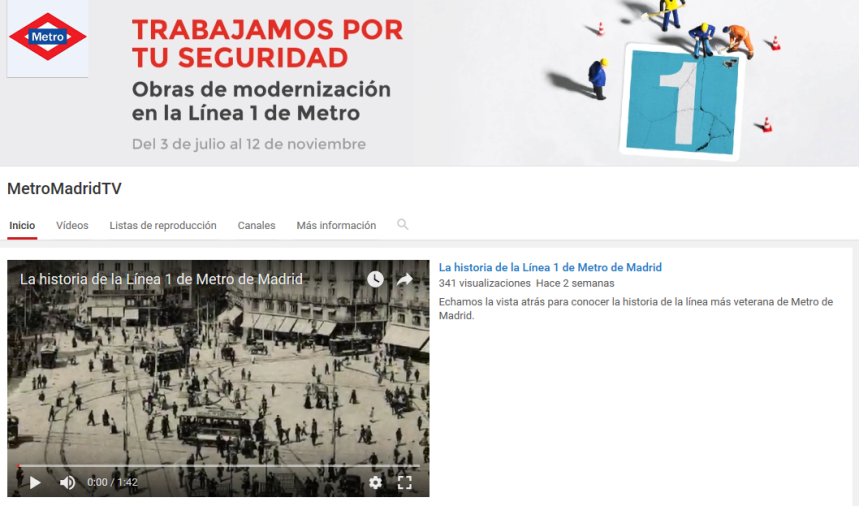 Metro
TRABAJAMOS POR
TU SEGURIDAD
Obras de modernización
en la Línea 1 de Metro
Del 3 de julio al 12 de noviembre
1
MetroMadridTV
Inicio Vídeos Listas de reproducción Canales Más información
La historia de la Línea 1 de Metro de Madrid
0:00 / 1:42
La historia de la Línea 1 de Metro de Madrid
341 visualizaciones Hace 2 semanas
Echamos la vista atrás para conocer la historia de la línea más veterana de Metro de
Madrid.